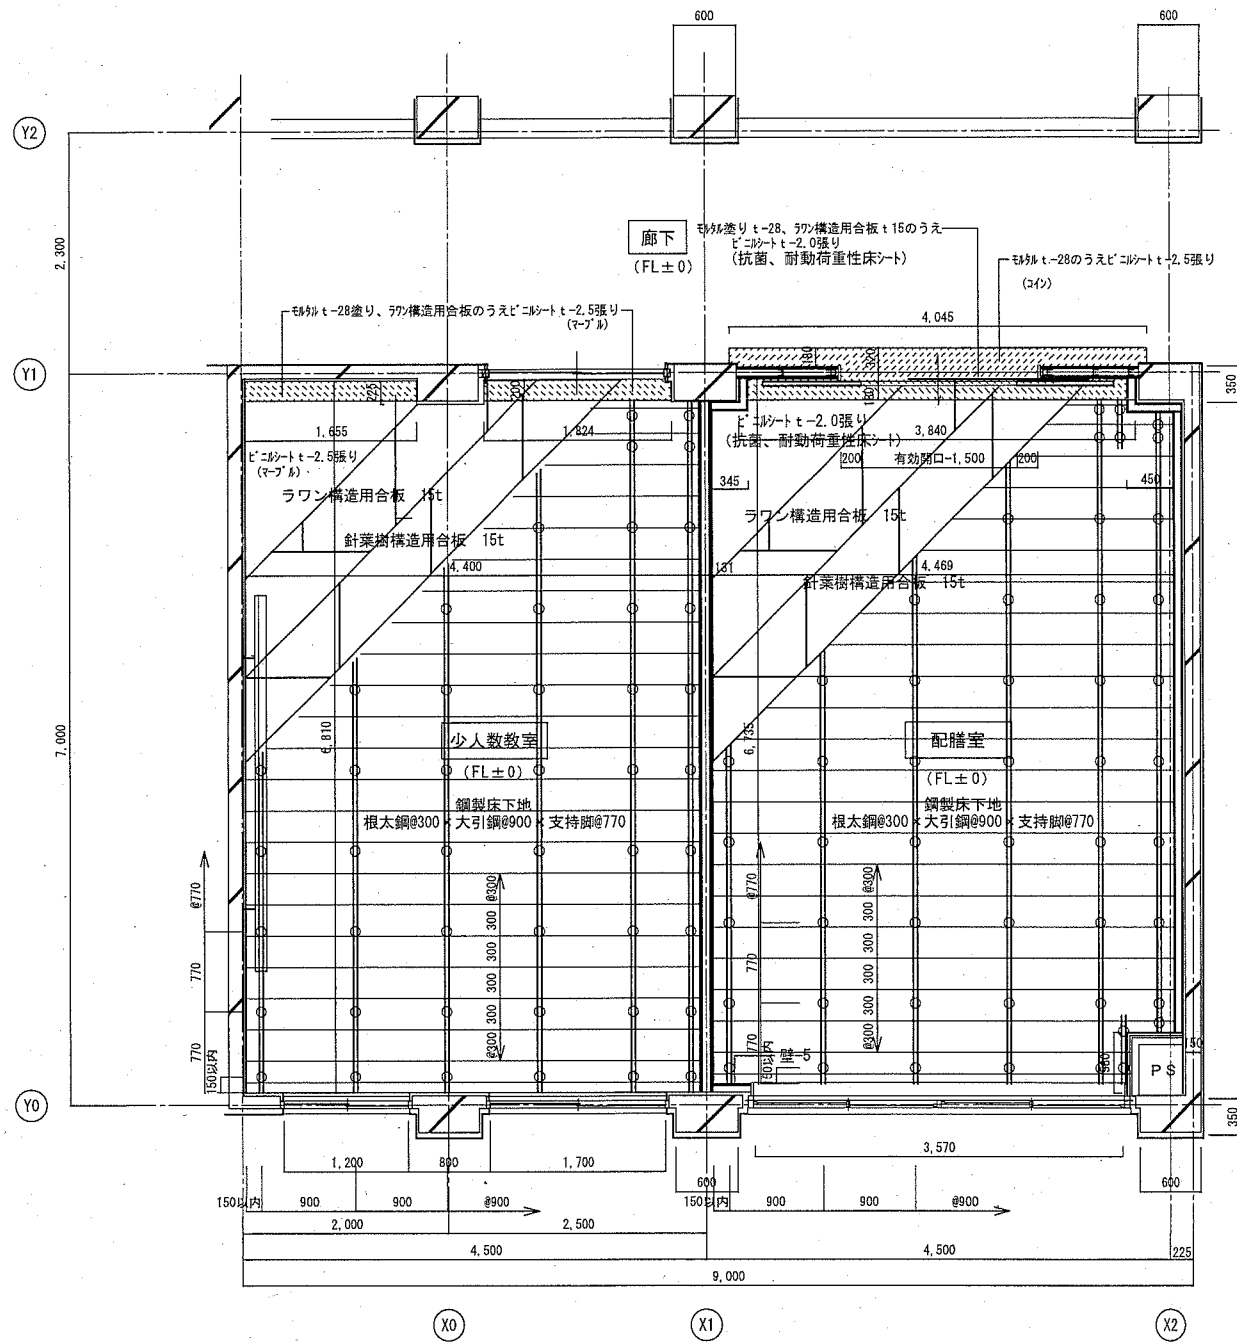 600
600
Y2
2,300
廊下
(FL±0)
モルタル塗り t-28、ラワン構造用合板 t15のうえ
ビニルシート t-2.0張り
(抗菌、耐動荷重性床シート)
モルタル t-28のうえビニルシート t-2.5張り
(コイン)
モルタル t-28塗り、ラワン構造用合板のうえビニルシート t-2.5張り
(マーブル)
4,045
Y1
180
320
350
225
200
180
1,655
1,824
ビニルシート t-2.0張り
(抗菌、耐動荷重性床シート)
3,840
ビニルシート t-2.5張り
(マーブル)
200
有効開口-1,500
200
345
450
ラワン構造用合板 15t
ラワン構造用合板 15t
針葉樹構造用合板 15t
4,400
131
4,469
針葉樹構造用合板 15t
7,000
6,810
6,735
少人数教室
(FL±0)
配膳室
(FL±0)
鋼製床下地
根太鋼@300 × 大引鋼@900 × 支持脚@770
鋼製床下地
根太鋼@300 × 大引鋼@900 × 支持脚@770
@770
770
770
150以内
@300
300
300
300
300
@300
@770
770
770
150以内
@300
300
300
300
300
@300
壁-5
150
PS
Y0
350
1,200
800
1,700
3,570
600
600
150以内
900
900
@900
150以内
900
900
@900
2,000
2,500
4,500
4,500
225
9,000
X0
X1
X2